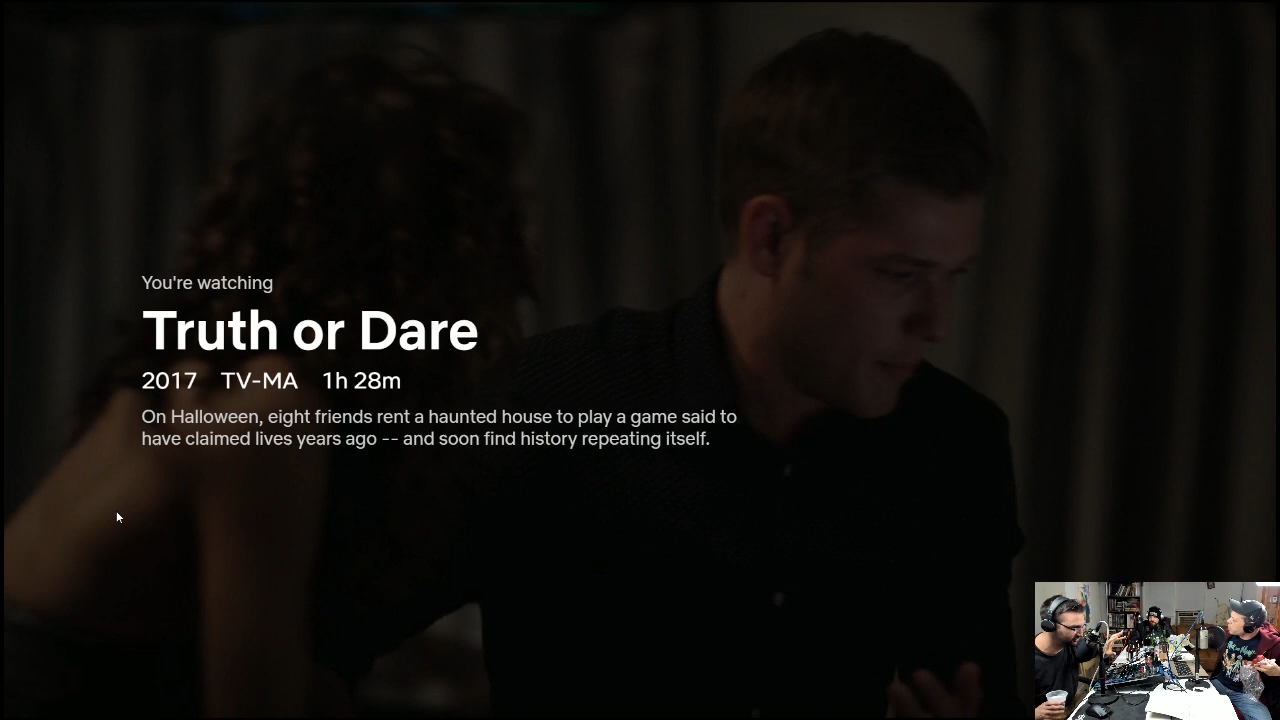 You're watching
Truth or Dare
2017 TV-MA 1h 28m
On Halloween, eight friends rent a haunted house to play a game said to
have claimed lives years ago -- and soon find history repeating itself.